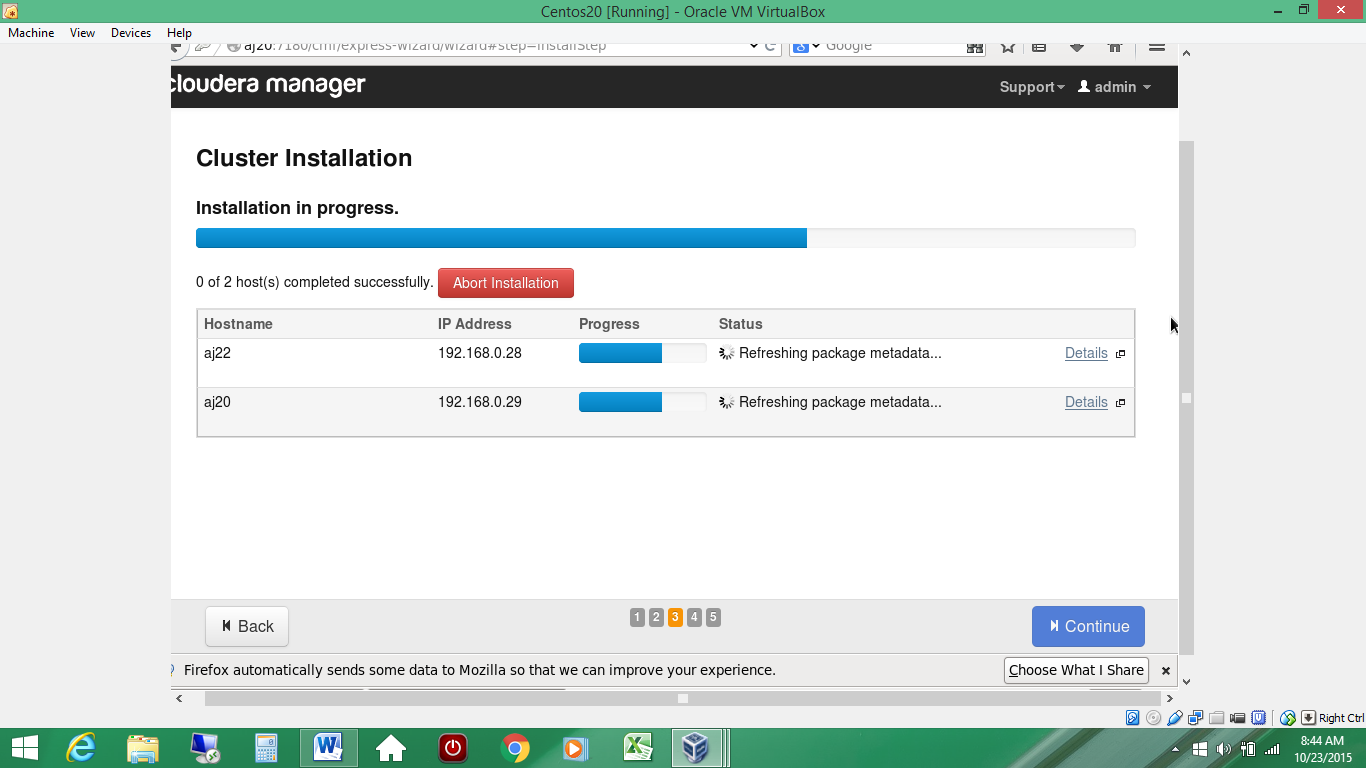 Centos20 [Running] - Oracle VM VirtualBox
Machine View Devices Help
aj20:7180/cmf/express-wizard/wizard#step=installStep
Google
cloudera manager
Support admin
Cluster Installation
Installation in progress.
0 of 2 host(s) completed successfully. Abort Installation
Hostname IP Address Progress Status
aj22 192.168.0.28 Refreshing package metadata... Details
aj20 192.168.0.29 Refreshing package metadata... Details
Back 1 2 3 4 5 Continue
Firefox automatically sends some data to Mozilla so that we can improve your experience. Choose What I Share
Right Ctrl
8:44 AM
10/23/2015